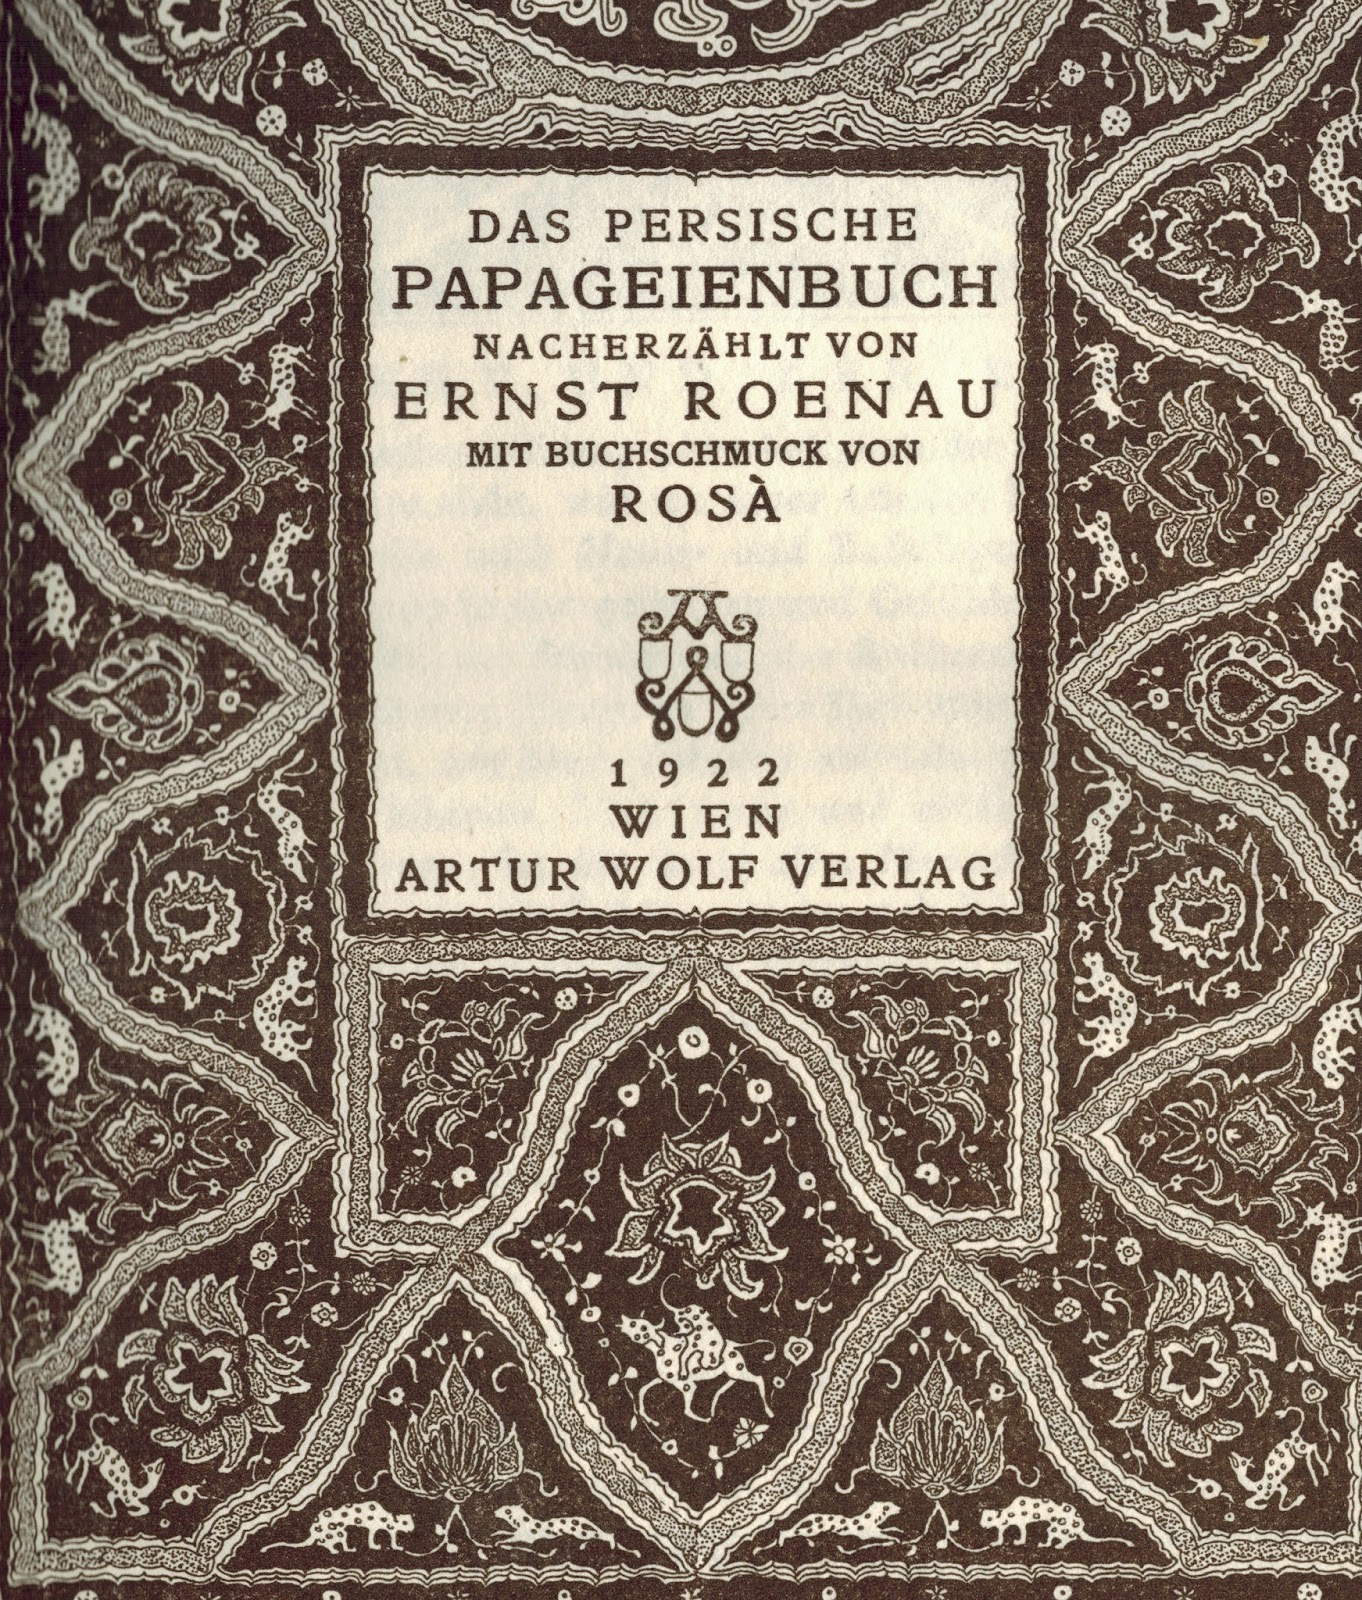 DAS PERSISCHE
PAPAGEIENBUCH
NACHERZÄHLT VON
ERNST ROENAU
MIT BUCHSCHMUCK VON
ROSÀ
1922
WIEN
ARTUR WOLF VERLAG